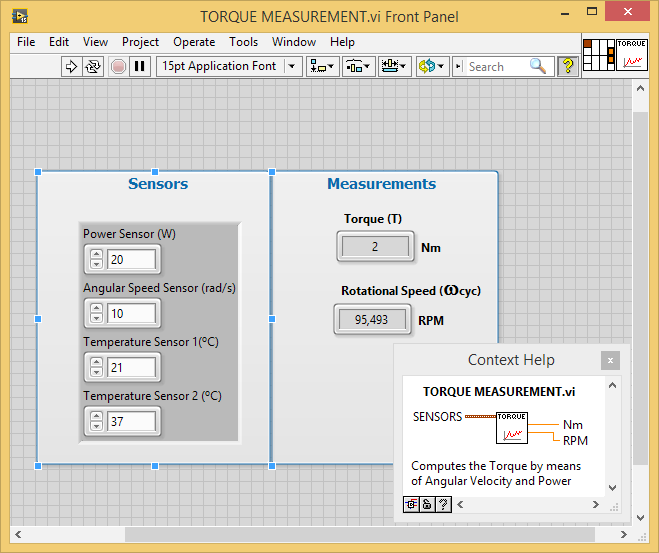 TORQUE MEASUREMENT.vi Front Panel
File Edit View Project Operate Tools Window Help
15pt Application Font
Search
?
TORQUE
Sensors
Measurements
Power Sensor (W)
20
Angular Speed Sensor (rad/s)
10
Temperature Sensor 1(ºC)
21
Temperature Sensor 2 (ºC)
37
Torque (T)
2 Nm
Rotational Speed (ωcyc)
95,493 RPM
Context Help
TORQUE MEASUREMENT.vi
SENSORS
TORQUE
Nm
RPM
Computes the Torque by means
of Angular Velocity and Power
?